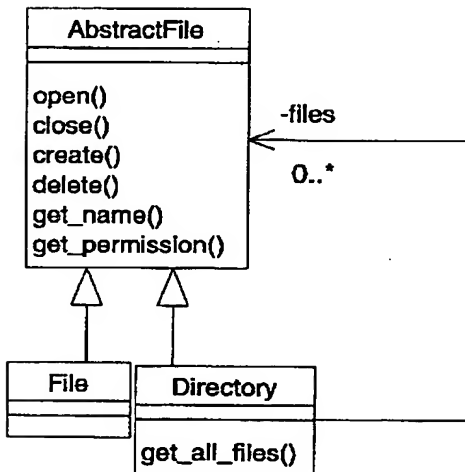 AbstractFile
open()
close()
create()
delete()
get_name()
get_permission()
-files
0..*
File
Directory
get_all_files()